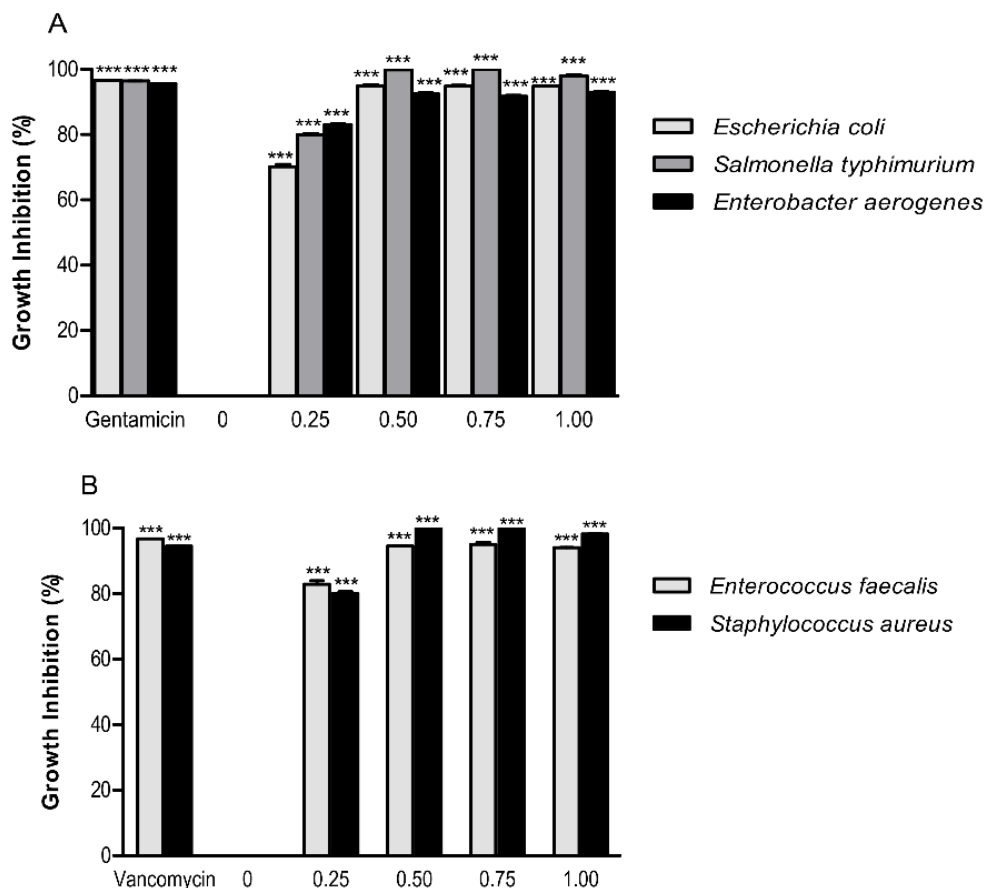 A
*** *** ***
*** *** ***
*** *** ***
*** *** ***
*** *** ***
Growth Inhibition (%)
100
80
60
40
20
0
Gentamicin 0 0.25 0.50 0.75 1.00
Escherichia coli
Salmonella typhimurium
Enterobacter aerogenes
B
*** ***
*** ***
*** ***
*** ***
*** ***
Growth Inhibition (%)
100
80
60
40
20
0
Vancomycin 0 0.25 0.50 0.75 1.00
Enterococcus faecalis
Staphylococcus aureus